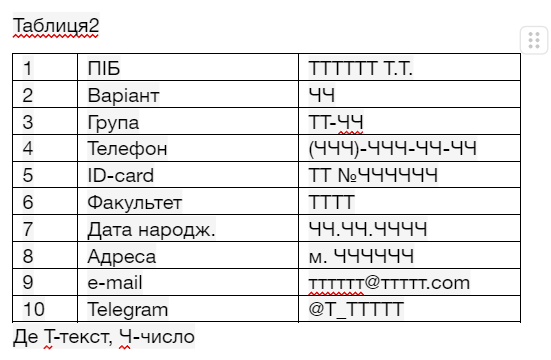 Таблиця2
1 ПІБ ТТТТТТ Т.Т.
2 Варіант ЧЧ
3 Група ТТ-ЧЧ
4 Телефон (ЧЧЧ)-ЧЧЧ-ЧЧ-ЧЧ
5 ID-card ТТ №ЧЧЧЧЧЧ
6 Факультет ТТТТ
7 Дата народж. ЧЧ.ЧЧ.ЧЧЧЧ
8 Адреса м. ЧЧЧЧЧЧ
9 e-mail тттттт@ттттт.com
10 Telegram @Т_ТТТТТ
Де Т-текст, Ч-число